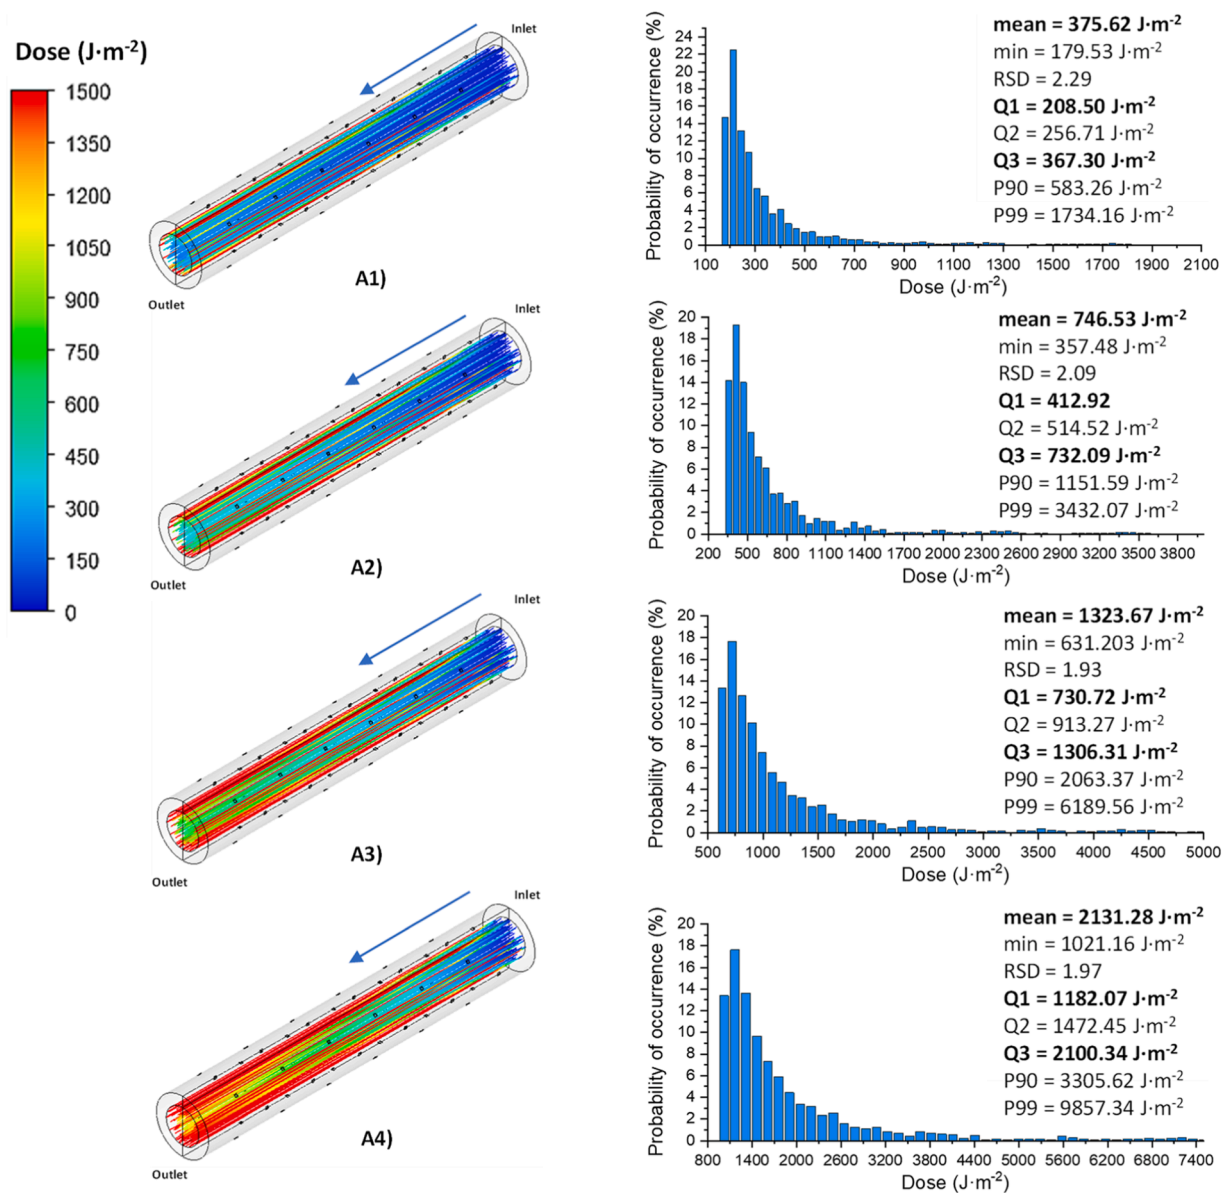 Dose (J·m-2)
1500
1350
1200
1050
900
750
600
450
300
150
0
Inlet
Outlet
A1)
Probability of occurrence (%)
24
22
20
18
16
14
12
10
8
6
4
2
0
100 300 500 700 900 1100 1300 1500 1700 1900 2100
Dose (J·m-2)
mean = 375.62 J·m-2
min = 179.53 J·m-2
RSD = 2.29
Q1 = 208.50 J·m-2
Q2 = 256.71 J·m-2
Q3 = 367.30 J·m-2
P90 = 583.26 J·m-2
P99 = 1734.16 J·m-2
Inlet
Outlet
A2)
Probability of occurrence (%)
20
18
16
14
12
10
8
6
4
2
0
200 500 800 1100 1400 1700 2000 2300 2600 2900 3200 3500 3800
Dose (J·m-2)
mean = 746.53 J·m-2
min = 357.48 J·m-2
RSD = 2.09
Q1 = 412.92
Q2 = 514.52 J·m-2
Q3 = 732.09 J·m-2
P90 = 1151.59 J·m-2
P99 = 3432.07 J·m-2
Inlet
Outlet
A3)
Probability of occurrence (%)
20
18
16
14
12
10
8
6
4
2
0
500 1000 1500 2000 2500 3000 3500 4000 4500 5000
Dose (J·m-2)
mean = 1323.67 J·m-2
min = 631.203 J·m-2
RSD = 1.93
Q1 = 730.72 J·m-2
Q2 = 913.27 J·m-2
Q3 = 1306.31 J·m-2
P90 = 2063.37 J·m-2
P99 = 6189.56 J·m-2
Inlet
Outlet
A4)
Probability of occurrence (%)
20
18
16
14
12
10
8
6
4
2
0
800 1400 2000 2600 3200 3800 4400 5000 5600 6200 6800 7400
Dose (J·m-2)
mean = 2131.28 J·m-2
min = 1021.16 J·m-2
RSD = 1.97
Q1 = 1182.07 J·m-2
Q2 = 1472.45 J·m-2
Q3 = 2100.34 J·m-2
P90 = 3305.62 J·m-2
P99 = 9857.34 J·m-2